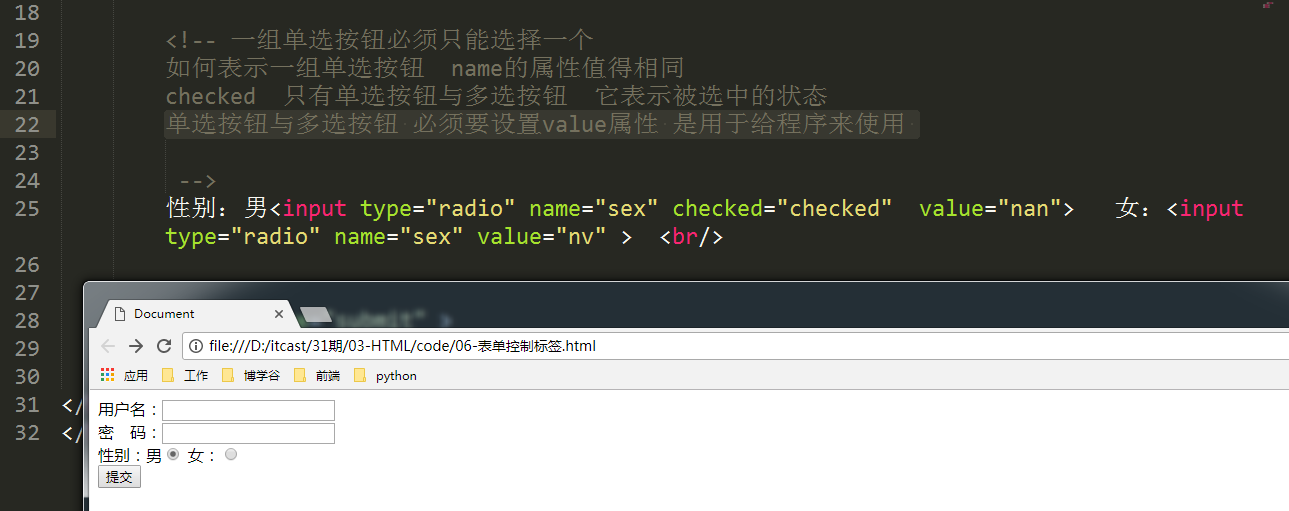 18
19 <!-- 一组单选按钮必须只能选择一个
20 如何表示一组单选按钮  name的属性值得相同
21 checked  只有单选按钮与多选按钮  它表示被选中的状态
22 单选按钮与多选按钮 必须要设置value属性 是用于给程序来使用
23
24 -->
25 性别: 男<input type="radio" name="sex" checked="checked"  value="nan">   女: <input
type="radio" name="sex" value="nv" >  <br/>
26
27
Document
28 "submit" >
29 file:///D:/itcast/31期/03-HTML/code/06-表单控制标签.html
30 应用 工作 博学谷 前端 python
31 </
用户名：
32 </
密 码：
性别：男 女：
提交